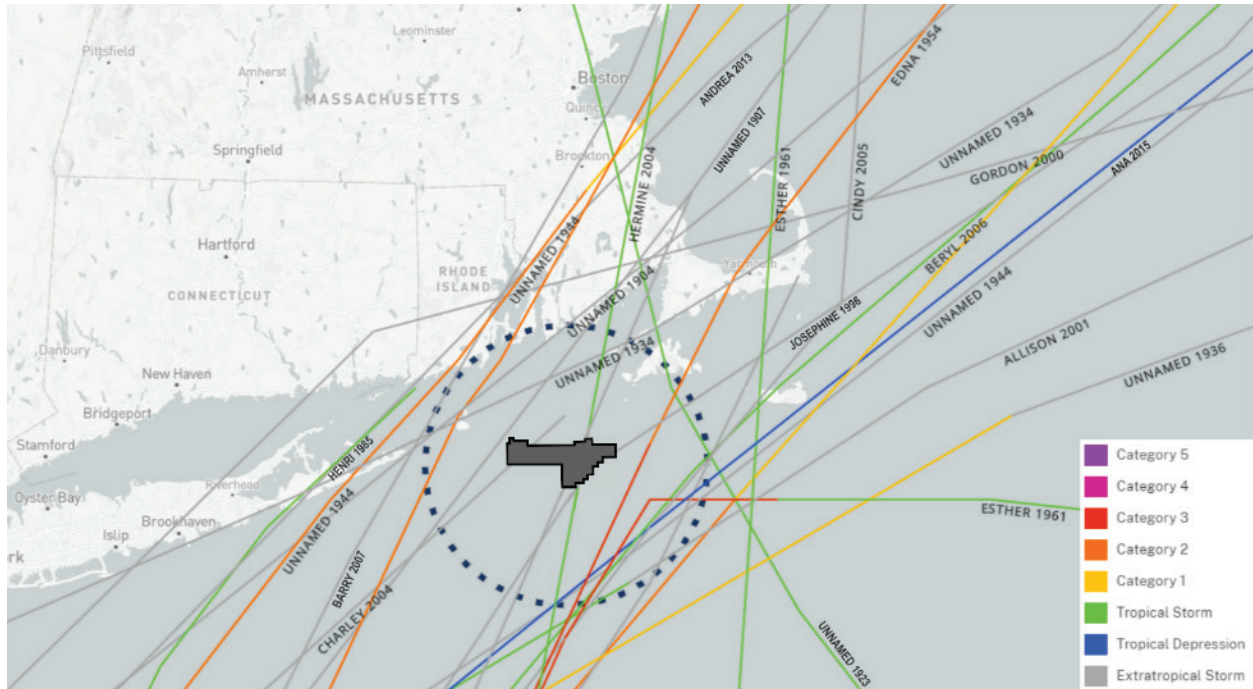 Pittsfield
Leominster
Amherst
Boston
MASSACHUSETTS
Quincy
Springfield
Brockton
ANDREA 2013
UNNAMED 1907
EDNA 1954
HERMINE 2004
ESTHER 1961
CINDY 2005
UNNAMED 1934
GORDON 2000
ANA 2015
Hartford
CONNECTICUT
RHODE
ISLAND
UNNAMED 1944
UNNAMED 1904
Yarmouth
BERYL 2006
UNNAMED 1944
JOSEPHINE 1996
ALLISON 2001
UNNAMED 1936
UNNAMED 1934
Danbury
New Haven
Bridgeport
Stamford
HENRI 1985
Riverhead
Oyster Bay
Brookhaven
Islip
ork
UNNAMED 1944
BARRY 2007
CHARLEY 2004
ESTHER 1961
UNNAMED 1923
Category 5
Category 4
Category 3
Category 2
Category 1
Tropical Storm
Tropical Depression
Extratropical Storm